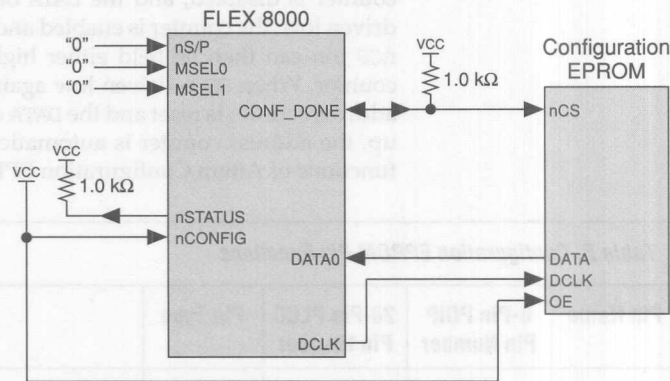 FLEX 8000
"0"
"0"
"0"
nS/P
MSEL0
MSEL1
CONF_DONE
VCC
1.0 kΩ
Configuration
EPROM
nCS
VCC
VCC
1.0 kΩ
nSTATUS
nCONFIG
DATA0
DCLK
DATA
DCLK
OE